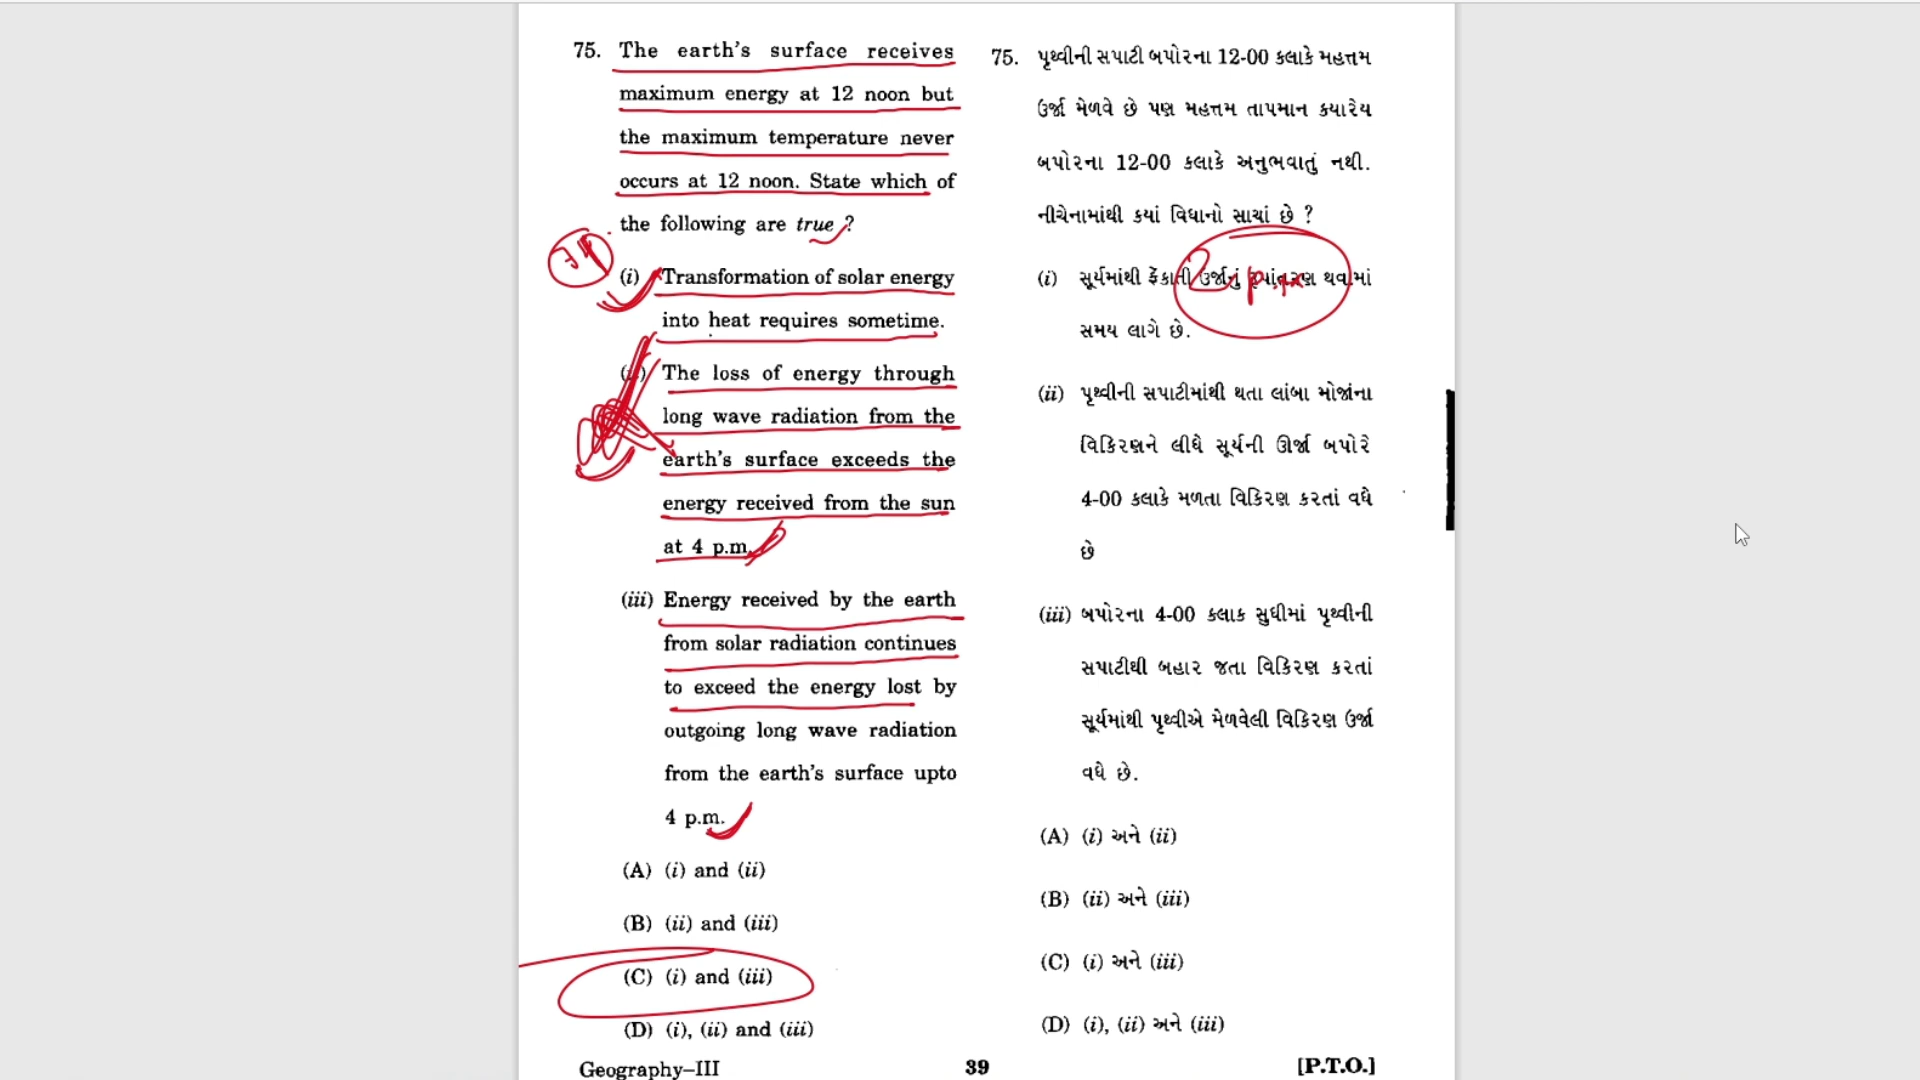 75. The earth's surface receives
maximum energy at 12 noon but
the maximum temperature never
occurs at 12 noon. State which of
the following are true ?
(i) Transformation of solar energy
into heat requires sometime.
The loss of energy through
long wave radiation from the
earth's surface exceeds the
energy received from the sun
at 4 p.m.
(iii) Energy received by the earth
from solar radiation continues
to exceed the energy lost by
outgoing long wave radiation
from the earth's surface upto
4 p.m.
(A) (i) and (ii)
(B) (ii) and (iii)
(C) (i) and (iii)
(D) (i), (ii) and (iii)
75. પૃથ્વીની સપાટી બપોરના 12-00 કલાકે મહત્તમ
ઉર્જા મેળવે છે પણ મહત્તમ તાપમાન કયારેય
બપોરના 12-00 કલાકે અનુભવાતું નથી.
નીચેનામાંથી કયાં વિધાનો સાચાં છે ?
(i) સૂર્યમાંથી ફેંકાતી ઉર્જાનું રૂપાંતરણ થવામાં
સમય લાગે છે.
(ii) પૃથ્વીની સપાટીમાંથી થતા લાંબા મોજાંના
વિકિરણને લીધે સૂર્યની ઊર્જા બપોરે
4-00 કલાકે મળતા વિકિરણ કરતાં વધે
છે
(iii) બપોરના 4-00 કલાક સુધીમાં પૃથ્વીની
સપાટીથી બહાર જતા વિકિરણ કરતાં
સૂર્યમાંથી પૃથ્વીએ મેળવેલી વિકિરણ ઉર્જા
વધે છે.
(A) (i) અને (ii)
(B) (ii) અને (iii)
(C) (i) અને (iii)
(D) (i), (ii) અને (iii)
Geography–III 39 [P.T.O.]